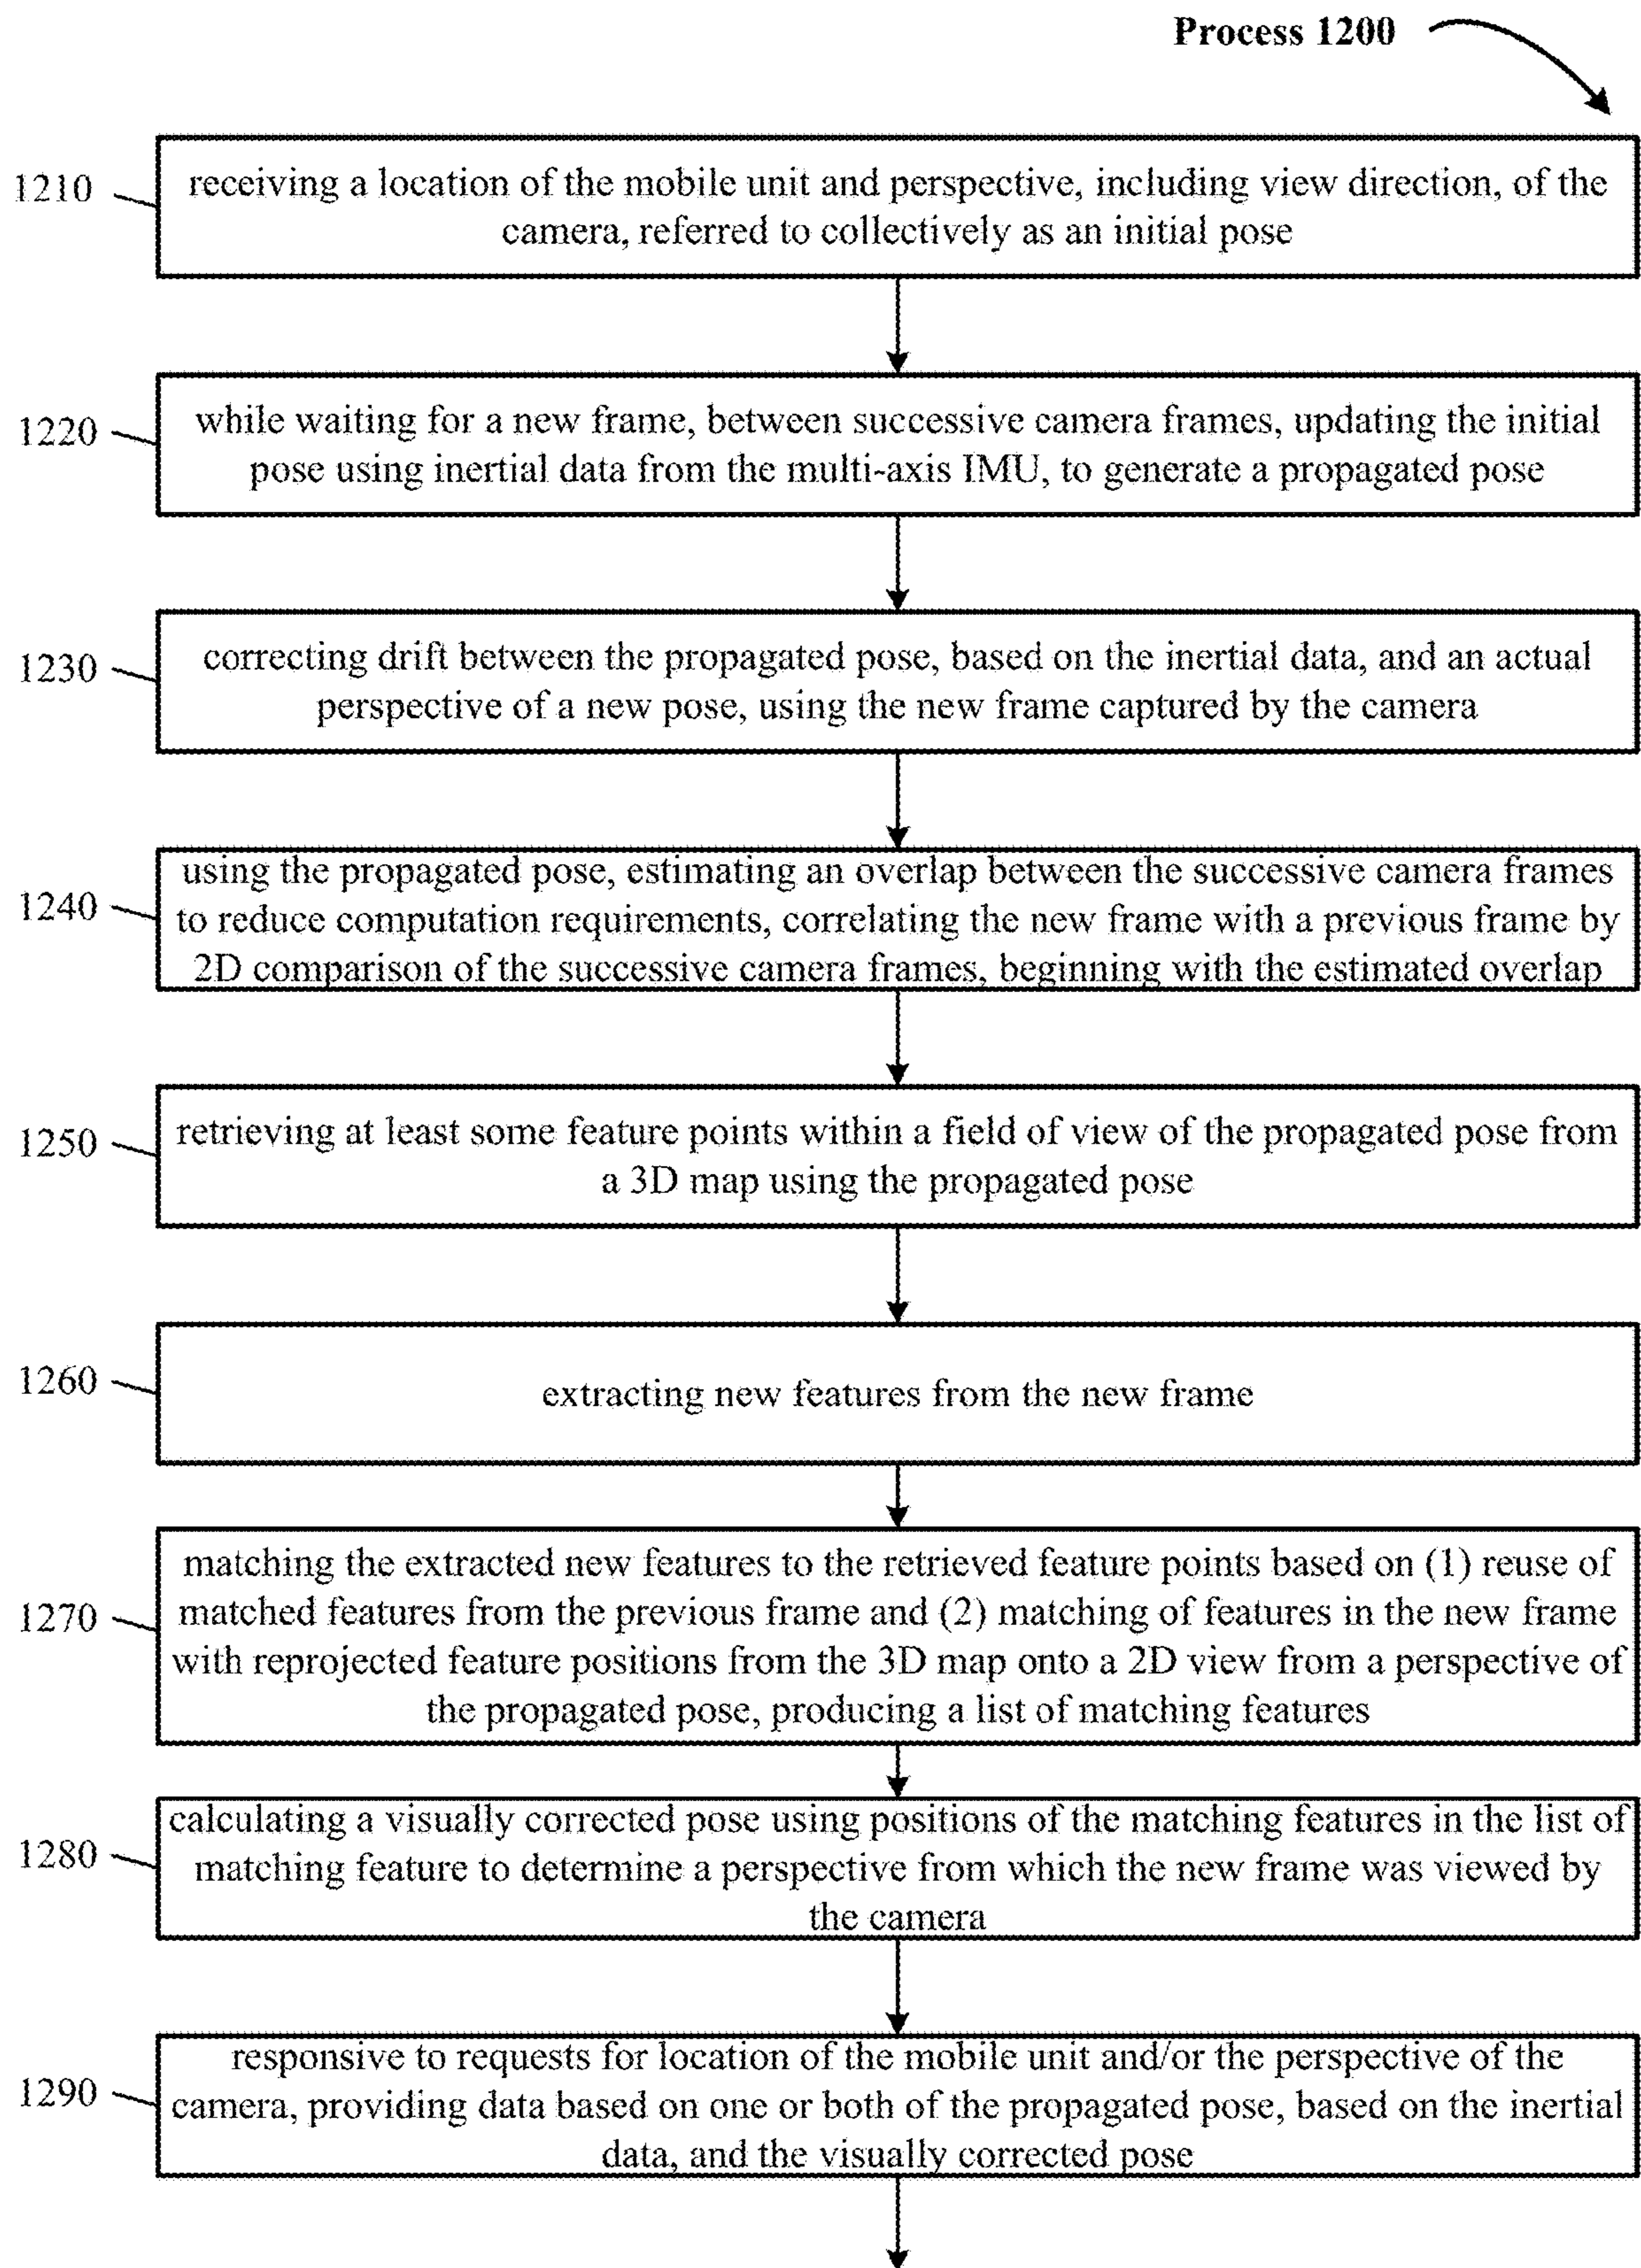 Process 1200
1210
receiving a location of the mobile unit and perspective, including view direction, of the
camera, referred to collectively as an initial pose
1220
while waiting for a new frame, between successive camera frames, updating the initial
pose using inertial data from the multi-axis IMU, to generate a propagated pose
1230
correcting drift between the propagated pose, based on the inertial data, and an actual
perspective of a new pose, using the new frame captured by the camera
1240
using the propagated pose, estimating an overlap between the successive camera frames
to reduce computation requirements, correlating the new frame with a previous frame by
2D comparison of the successive camera frames, beginning with the estimated overlap
1250
retrieving at least some feature points within a field of view of the propagated pose from
a 3D map using the propagated pose
1260
extracting new features from the new frame
1270
matching the extracted new features to the retrieved feature points based on (1) reuse of
matched features from the previous frame and (2) matching of features in the new frame
with reprojected feature positions from the 3D map onto a 2D view from a perspective of
the propagated pose, producing a list of matching features
1280
calculating a visually corrected pose using positions of the matching features in the list of
matching feature to determine a perspective from which the new frame was viewed by
the camera
1290
responsive to requests for location of the mobile unit and/or the perspective of the
camera, providing data based on one or both of the propagated pose, based on the inertial
data, and the visually corrected pose